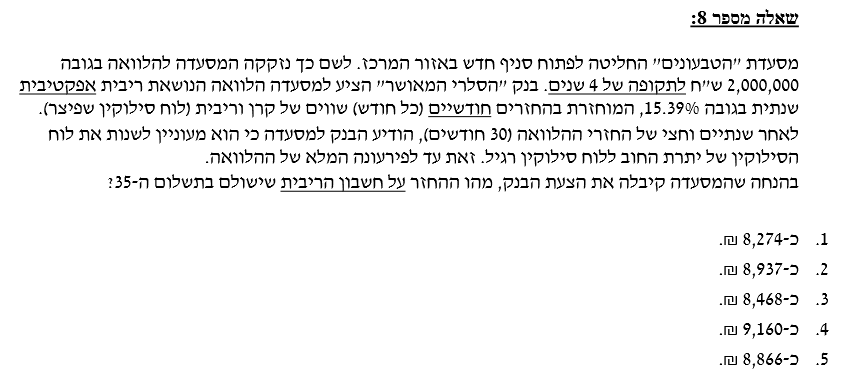 שאלה מספר 8:
מסעדת "הטבעונים" החליטה לפתוח סניף חדש באזור המרכז. לשם כך נזקקה המסעדה להלוואה בגובה
2,000,000 ש"ח לתקופה של 4 שנים. בנק "הסלרי המאושר" הציע למסעדה הלוואה הנושאת ריבית אפקטיבית
שנתית בגובה 15.39%, המוחזרת בהחזרים חודשיים (כל חודש) שווים של קרן וריבית (לוח סילוקין שפיצר).
לאחר שנתיים וחצי של החזרי ההלוואה (30 חודשים), הודיע הבנק למסעדה כי הוא מעוניין לשנות את לוח
הסילוקין של יתרת החוב ללוח סילוקין רגיל. זאת עד לפירעונה המלא של ההלוואה.
בהנחה שהמסעדה קיבלה את הצעת הבנק, מהו ההחזר על חשבון הריבית שישולם בתשלום ה-35?
1. כ-8,274 ₪.
2. כ-8,937 ₪.
3. כ-8,468 ₪.
4. כ-9,160 ₪.
5. כ-8,866 ₪.